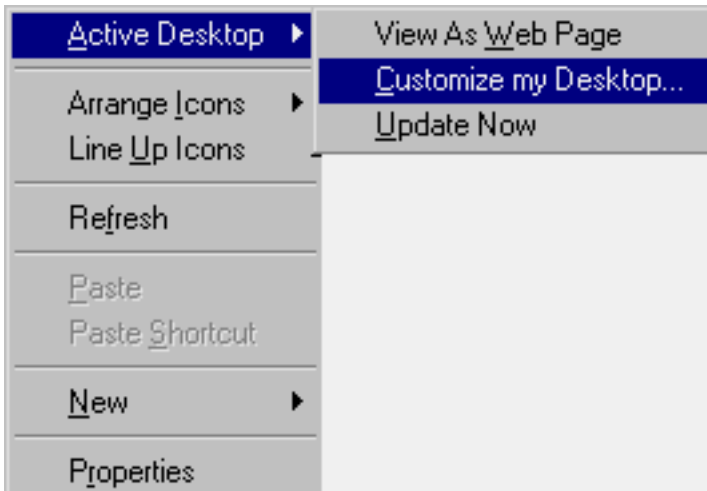 Active Desktop
View As Web Page
Customize my Desktop...
Update Now
Arrange Icons
Line Up Icons
Refresh
Paste
Paste Shortcut
New
Properties